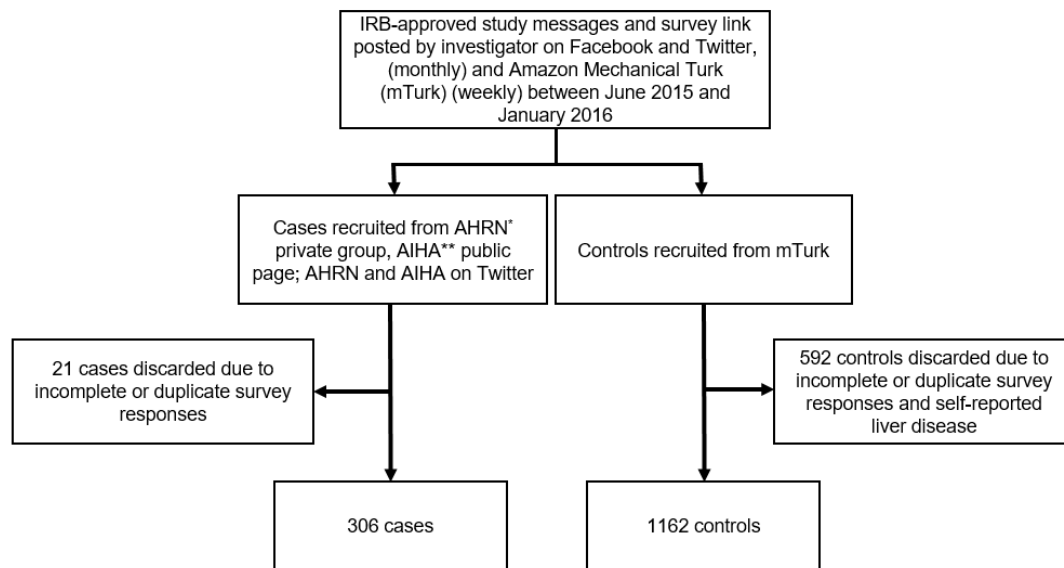 IRB-approved study messages and survey link
posted by investigator on Facebook and Twitter,
(monthly) and Amazon Mechanical Turk
(mTurk) (weekly) between June 2015 and
January 2016
Cases recruited from AHRN*
private group, AIHA** public
page; AHRN and AIHA on Twitter
Controls recruited from mTurk
21 cases discarded due to
incomplete or duplicate survey
responses
592 controls discarded due to
incomplete or duplicate survey
responses and self-reported
liver disease
306 cases
1162 controls